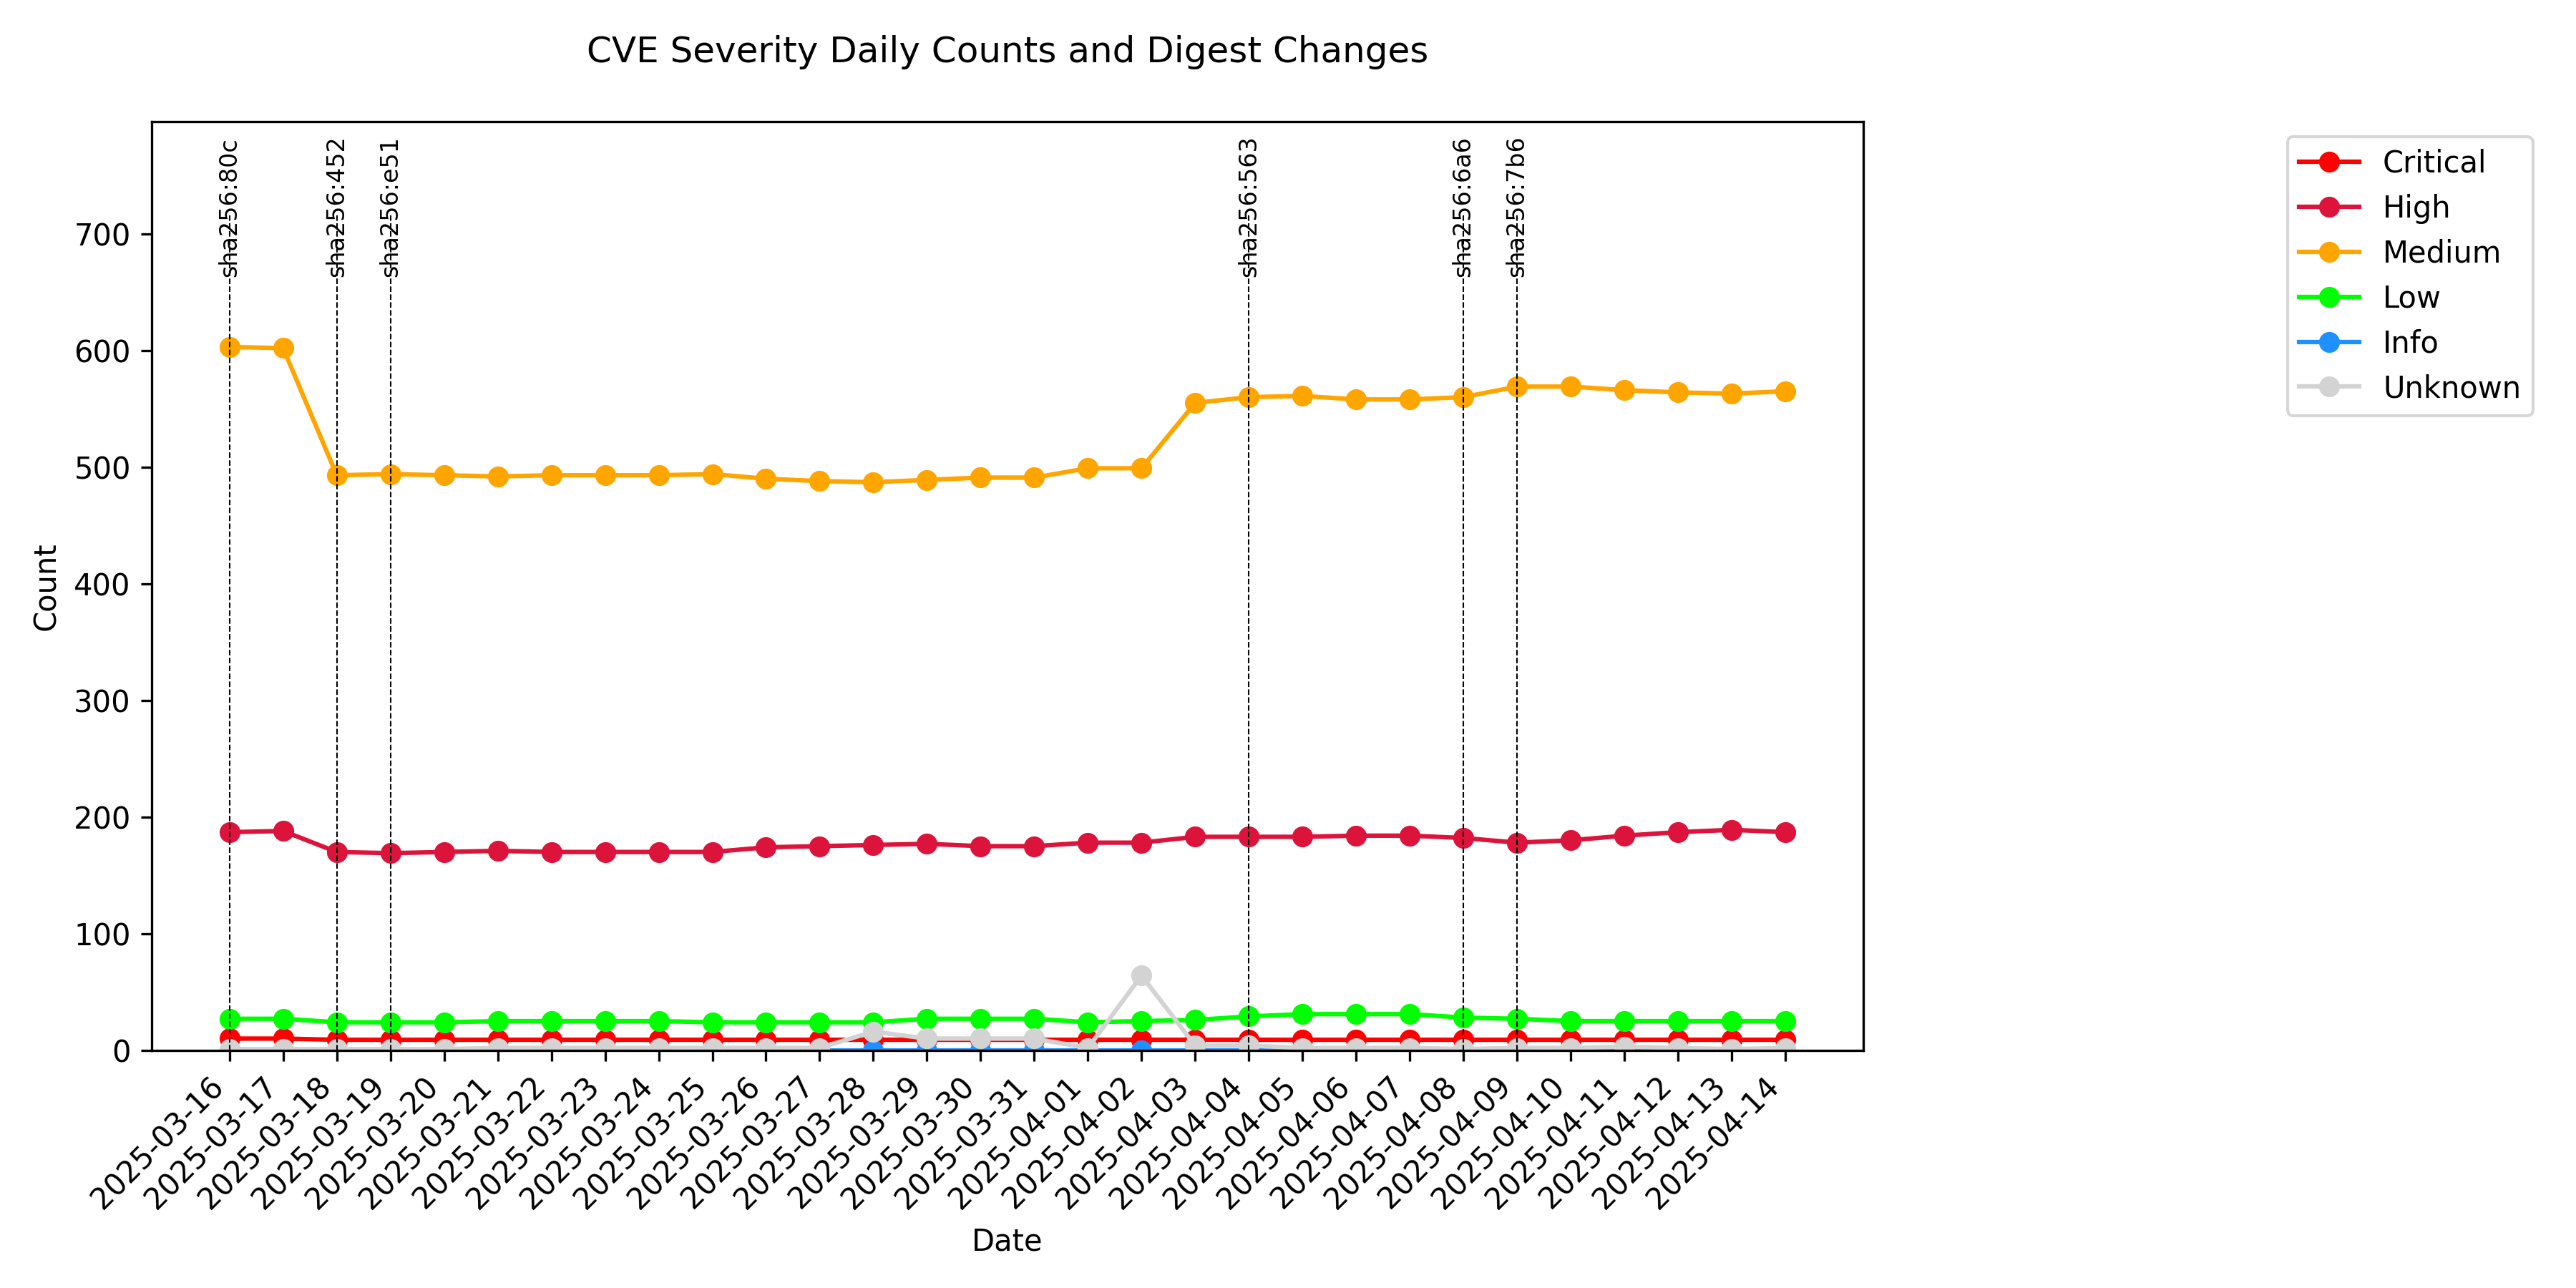 CVE Severity Daily Counts and Digest Changes
sha256:80c
sha256:452
sha256:e51
sha256:563
sha256:6a6
sha256:7b6
Critical
High
Medium
Low
Info
Unknown
Count
700
600
500
400
300
200
100
0
2025-03-16
2025-03-17
2025-03-18
2025-03-19
2025-03-20
2025-03-21
2025-03-22
2025-03-23
2025-03-24
2025-03-25
2025-03-26
2025-03-27
2025-03-28
2025-03-29
2025-03-30
2025-03-31
2025-04-01
2025-04-02
2025-04-03
2025-04-04
2025-04-05
2025-04-06
2025-04-07
2025-04-08
2025-04-09
2025-04-10
2025-04-11
2025-04-12
2025-04-13
2025-04-14
Date